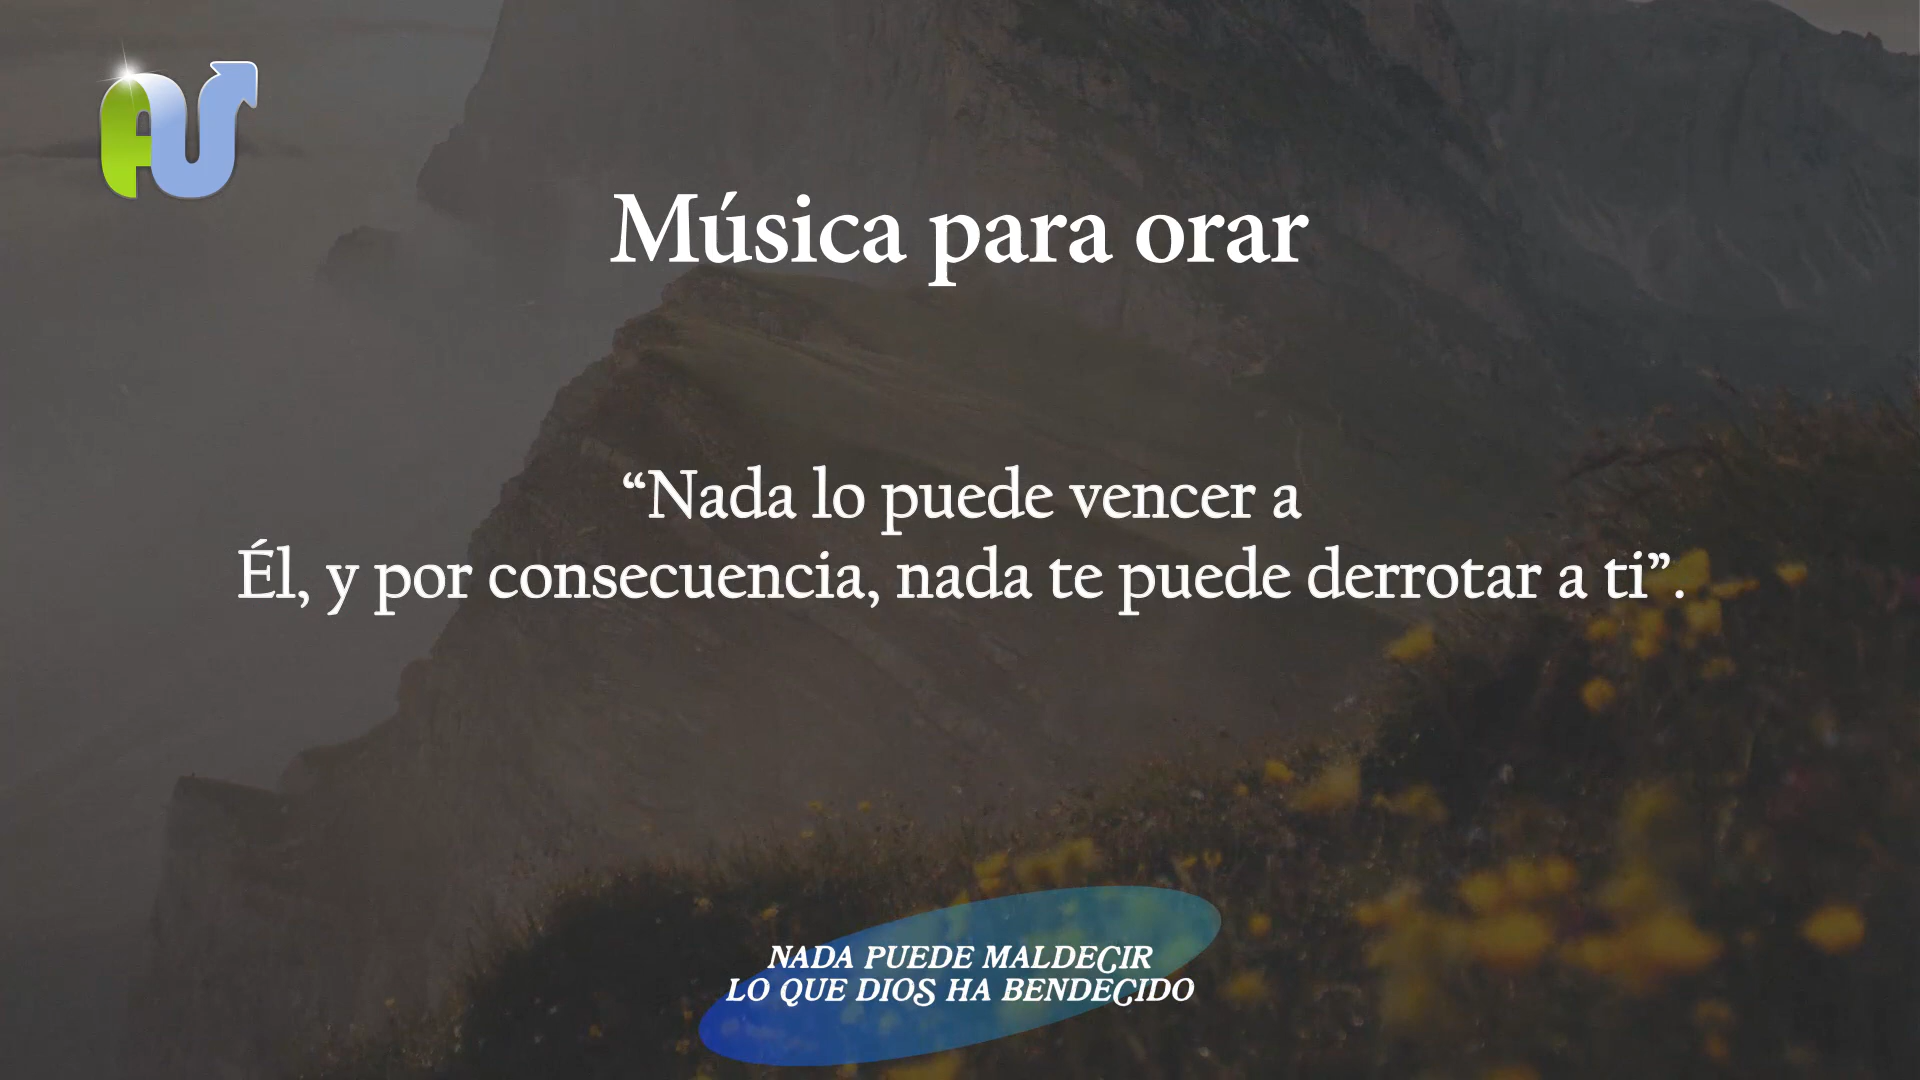 Música para orar
“Nada lo puede vencer a
Él, y por consecuencia, nada te puede derrotar a ti”.
NADA PUEDE MALDECIR
LO QUE DIOS HA BENDECIDO